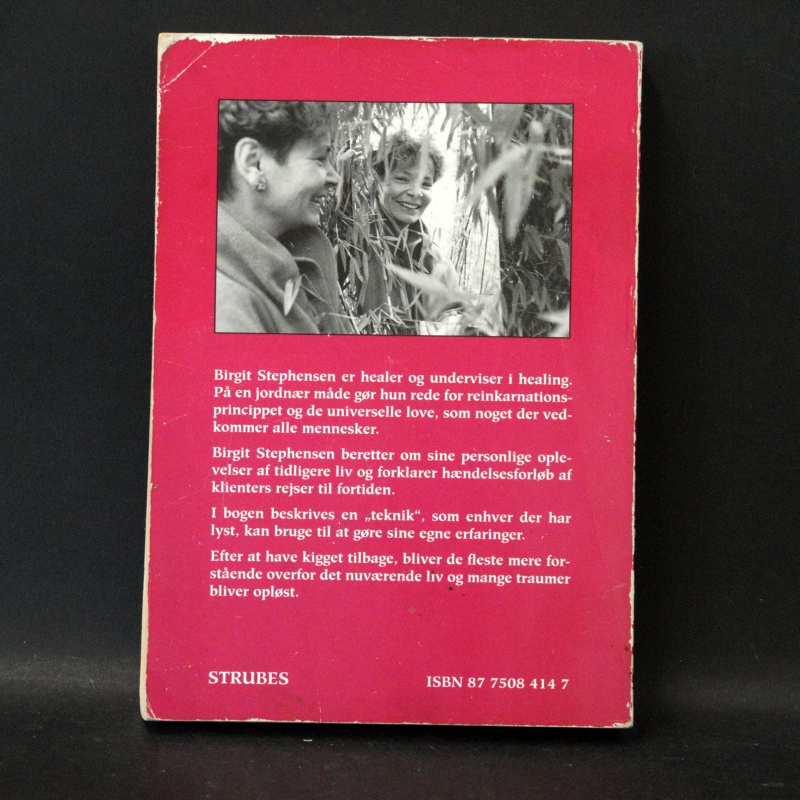 Birgit Stephensen er healer og underviser i healing.
På en jordnær måde gør hun rede for reinkarnations-
princippet og de universelle love, som noget der ved-
kommer alle mennesker.
Birgit Stephensen beretter om sine personlige ople-
velser af tidligere liv og forklarer hændelsesforløb af
klienters rejser til fortiden.
I bogen beskrives en „teknik“, som enhver der har
lyst, kan bruge til at gøre sine egne erfaringer.
Efter at have kigget tilbage, bliver de fleste mere for-
stående overfor det nuværende liv og mange traumer
bliver opløst.
STRUBES
ISBN 87 7508 414 7